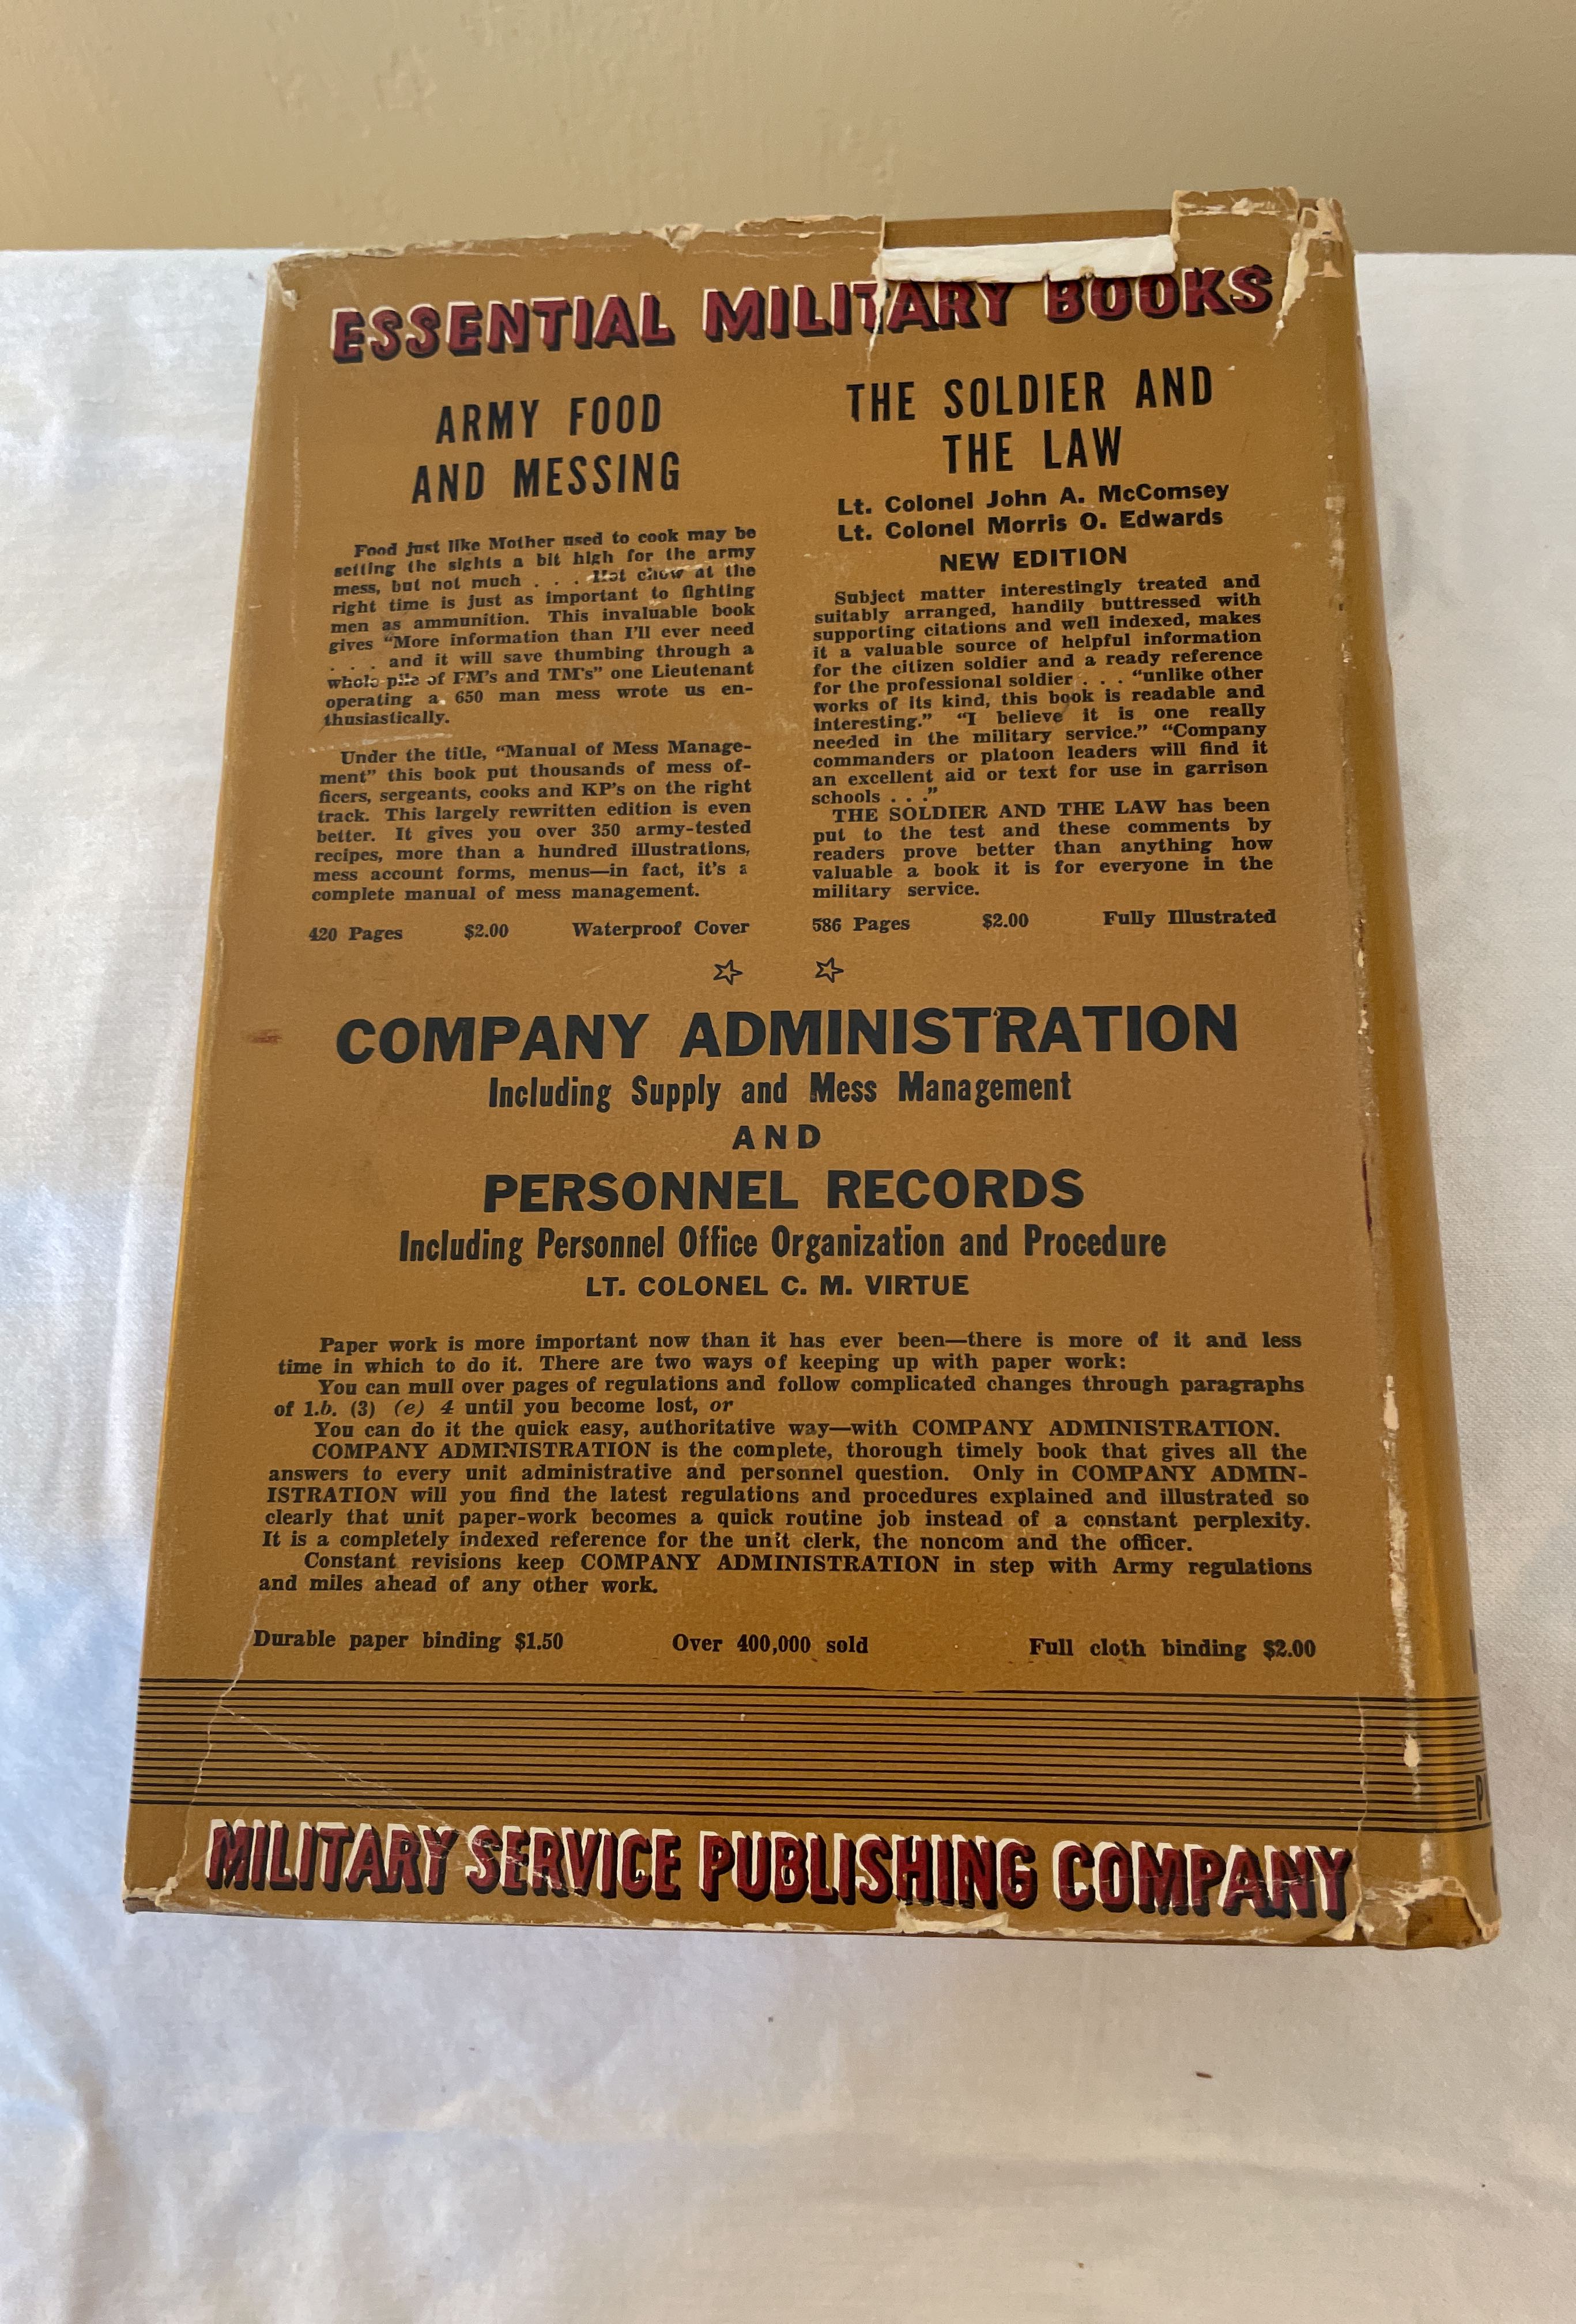 ESSENTIAL MILITARY BOOKS
ARMY FOOD
AND MESSING
Food just like Mother used to cook may be
setting the sights a bit high for the army
mess, but not much . . . Hot chow at the
right time is just as important to fighting
men as ammunition. This invaluable book
gives "More information than I'll ever need
. . . and it will save thumbing through a
whole pile of FM's and TM's" one Lieutenant
operating a 650 man mess wrote us en-
thusiastically.
Under the title, "Manual of Mess Manage-
ment" this book put thousands of mess of-
ficers, sergeants, cooks and KP's on the right
track. This largely rewritten edition is even
better. It gives you over 350 army-tested
recipes, more than a hundred illustrations,
mess account forms, menus—in fact, it's a
complete manual of mess management.
420 Pages $2.00 Waterproof Cover
THE SOLDIER AND
THE LAW
Lt. Colonel John A. McComsey
Lt. Colonel Morris O. Edwards
NEW EDITION
Subject matter interestingly treated and
suitably arranged, handily buttressed with
supporting citations and well indexed, makes
it a valuable source of helpful information
for the citizen soldier and a ready reference
for the professional soldier . . . "unlike other
works of its kind, this book is readable and
interesting." "I believe it is one really
needed in the military service." "Company
commanders or platoon leaders will find it
an excellent aid or text for use in garrison
schools . . ."
THE SOLDIER AND THE LAW has been
put to the test and these comments by
readers prove better than anything how
valuable a book it is for everyone in the
military service.
586 Pages $2.00 Fully Illustrated
COMPANY ADMINISTRATION
Including Supply and Mess Management
AND
PERSONNEL RECORDS
Including Personnel Office Organization and Procedure
LT. COLONEL C. M. VIRTUE
Paper work is more important now than it has ever been—there is more of it and less
time in which to do it. There are two ways of keeping up with paper work:
You can mull over pages of regulations and follow complicated changes through paragraphs
of 1.b. (3) (e) 4 until you become lost, or
You can do it the quick easy, authoritative way—with COMPANY ADMINISTRATION.
COMPANY ADMINISTRATION is the complete, thorough timely book that gives all the
answers to every unit administrative and personnel question. Only in COMPANY ADMIN-
ISTRATION will you find the latest regulations and procedures explained and illustrated so
clearly that unit paper-work becomes a quick routine job instead of a constant perplexity.
It is a completely indexed reference for the unit clerk, the noncom and the officer.
Constant revisions keep COMPANY ADMINISTRATION in step with Army regulations
and miles ahead of any other work.
Durable paper binding $1.50 Over 400,000 sold Full cloth binding $2.00
MILITARY SERVICE PUBLISHING COMPANY